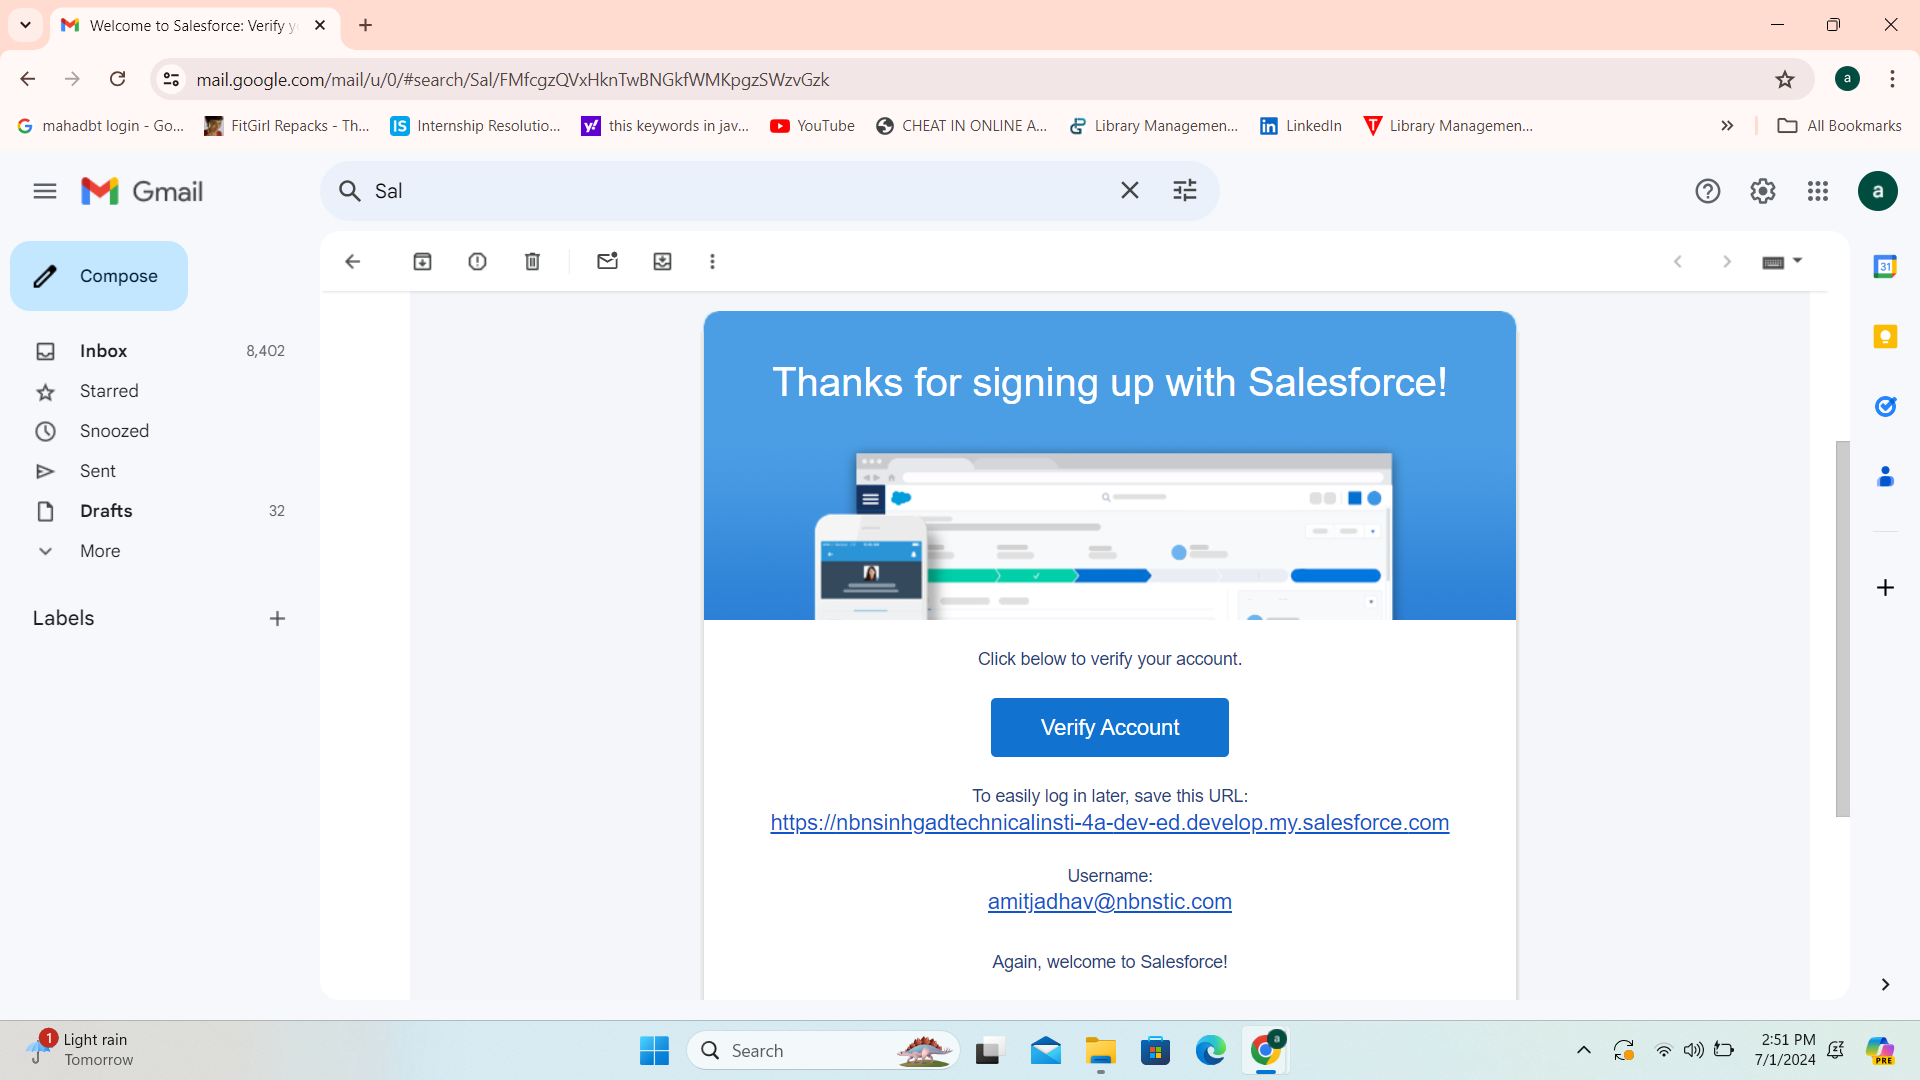 Welcome to Salesforce: Verify y
mail.google.com/mail/u/0/#search/Sal/FMfcgzQVxHknTwBNGkfWMKpgzSWzvGzk
a
mahadbt login - Go...
FitGirl Repacks - Th...
IS
Internship Resolutio...
y!
this keywords in jav...
YouTube
CHEAT IN ONLINE A...
Library Managemen...
in
LinkedIn
Library Managemen...
All Bookmarks
Gmail
Sal
a
Compose
Inbox 8,402
Starred
Snoozed
Sent
Drafts 32
More
Labels
31
Thanks for signing up with Salesforce!
Click below to verify your account.
Verify Account
To easily log in later, save this URL:
https://nbnsinhgadtechnicalinsti-4a-dev-ed.develop.my.salesforce.com
Username:
amitjadhav@nbnstic.com
Again, welcome to Salesforce!
1
Light rain
Tomorrow
Search
a
2:51 PM
7/1/2024
PRE